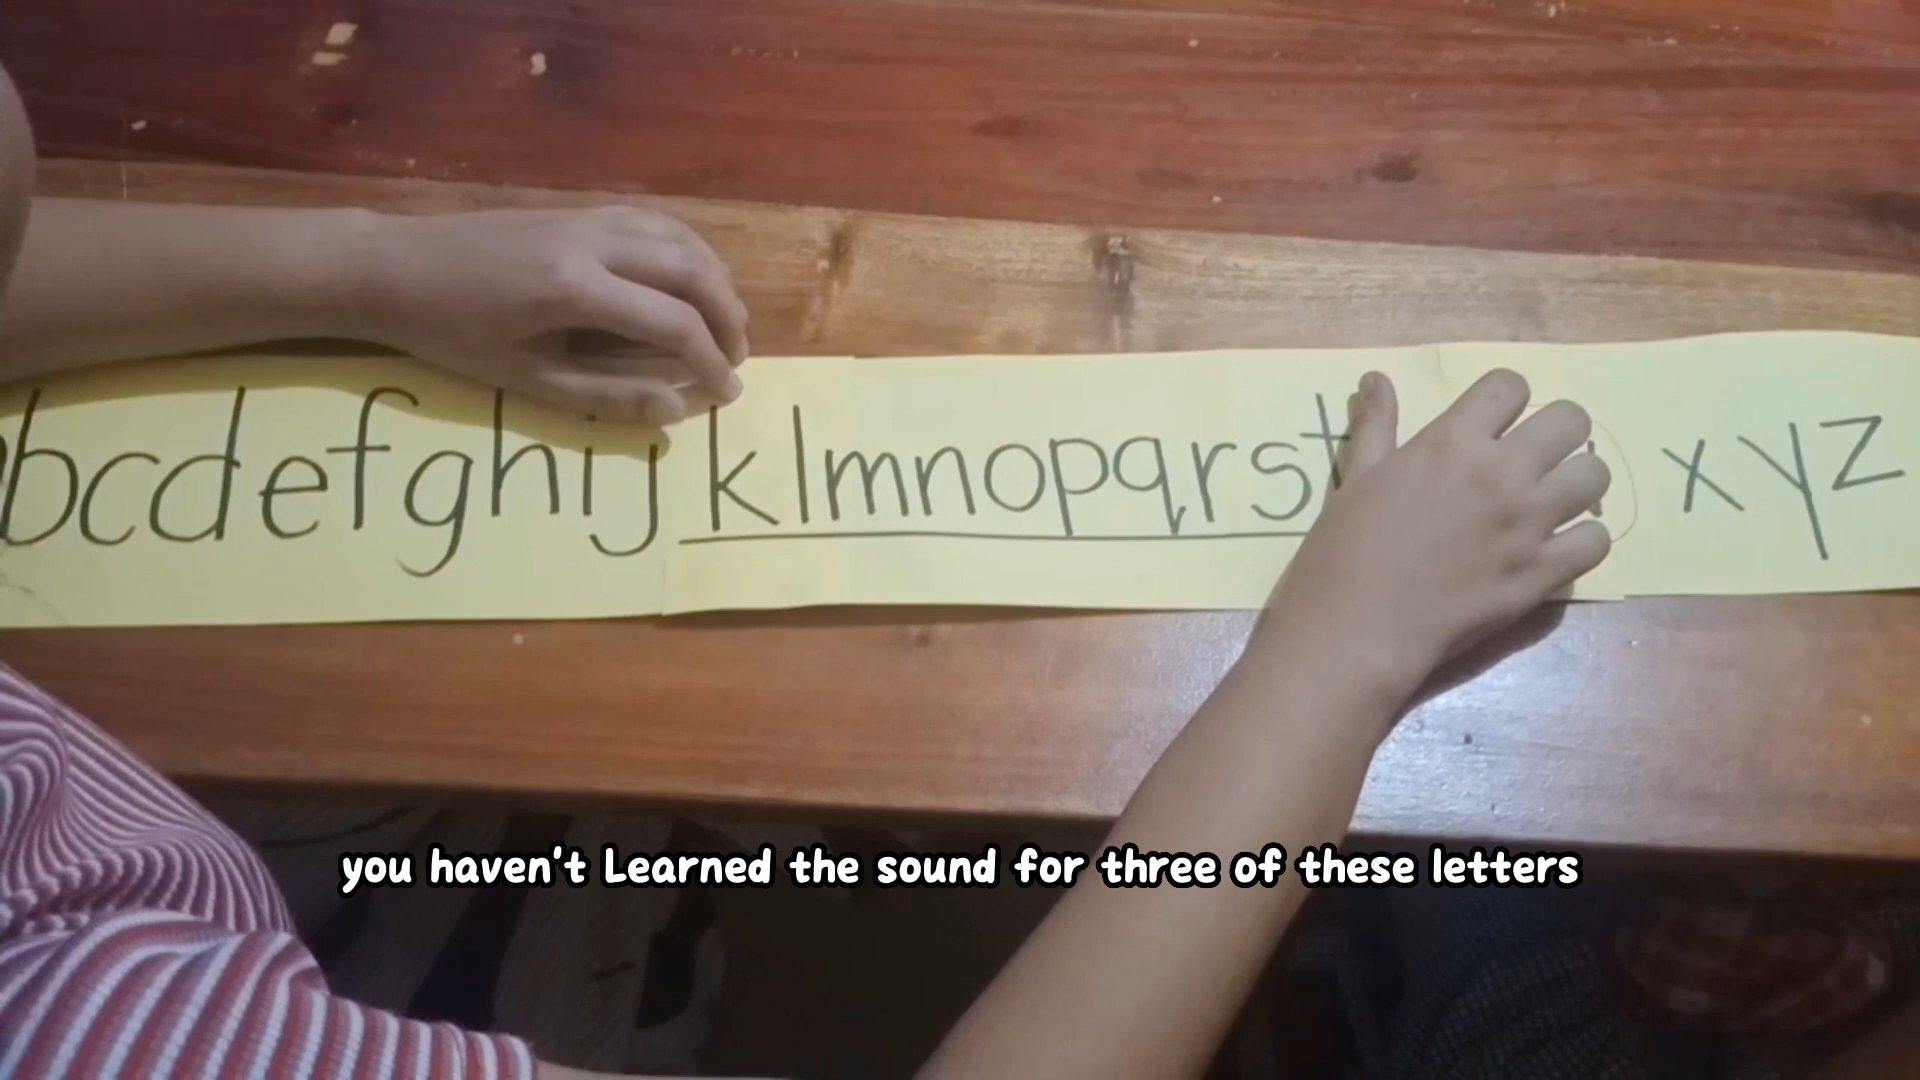 bcdefghij klmnopqrst xyz
you haven't Learned the sound for three of these letters